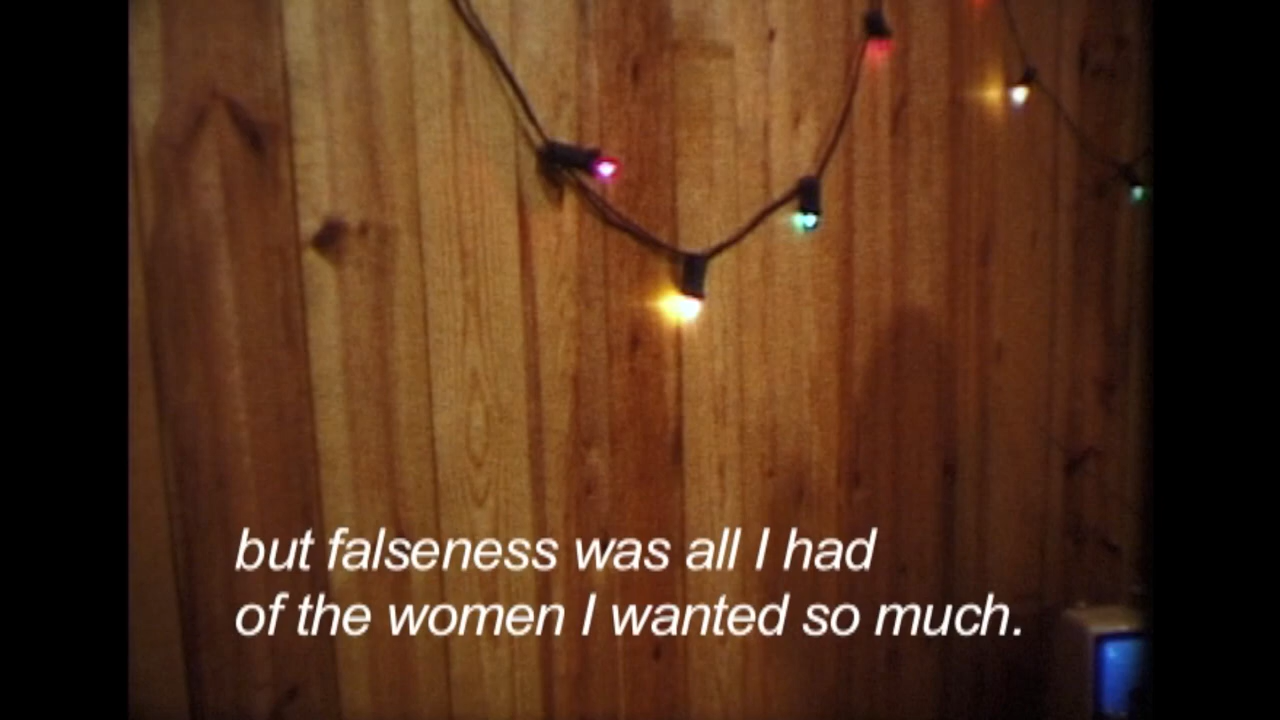 but falseness was all I had
of the women I wanted so much.